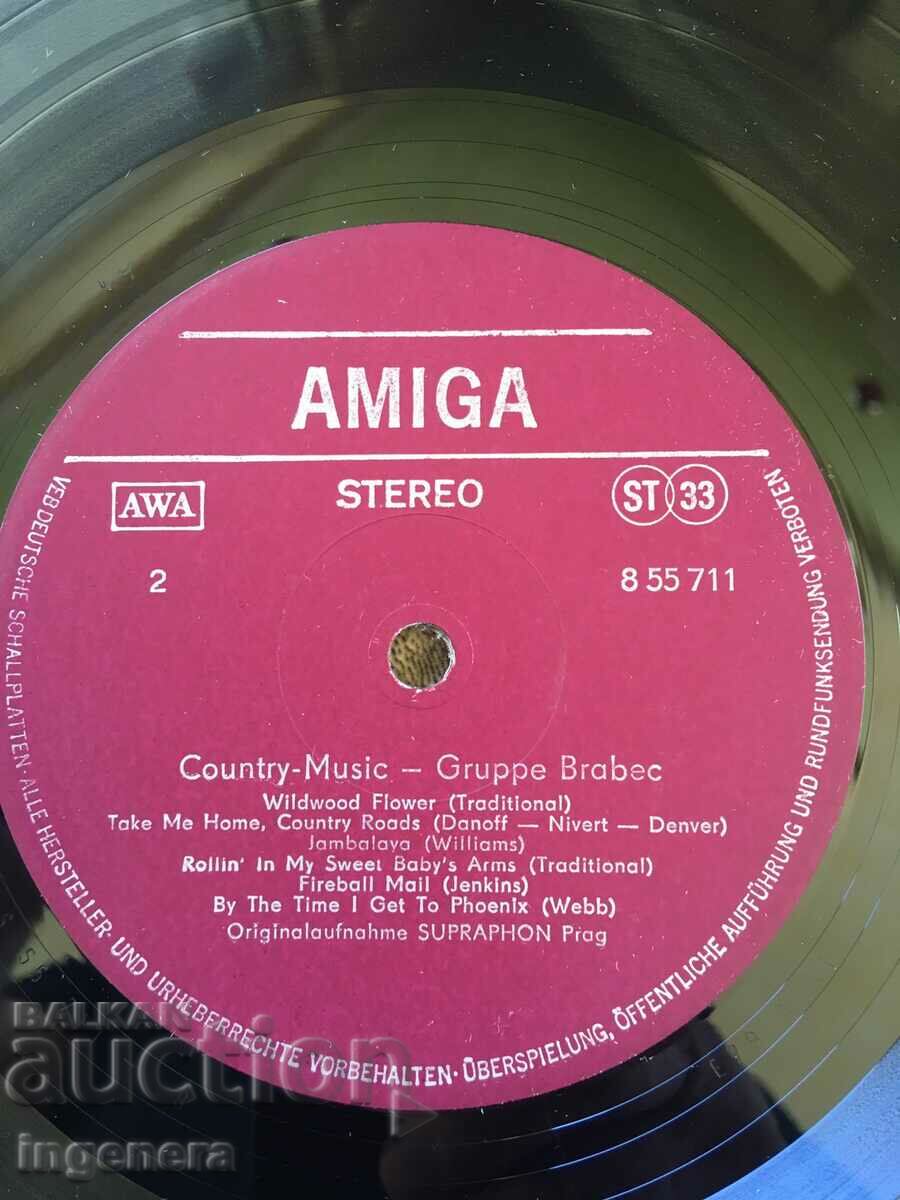 AMIGA
AWA
STEREO
ST 33
2
8 55 711
Country-Music – Gruppe Brabec
Wildwood Flower (Traditional)
Take Me Home, Country Roads (Danoff — Nivert — Denver)
Jambalaya (Williams)
Rollin' In My Sweet Baby's Arms (Traditional)
Fireball Mail (Jenkins)
By The Time I Get To Phoenix (Webb)
Originalaufnahme SUPRAPHON Prag
VEB DEUTSCHE SCHALLPLATTEN · ALLE HERSTELLER- UND URHEBERRECHTE VORBEHALTEN · ÜBERSPIELUNG, ÖFFENTLICHE AUFFÜHRUNG UND RUNDFUNKSENDUNG VERBOTEN
BALKAN
auction
ingenera